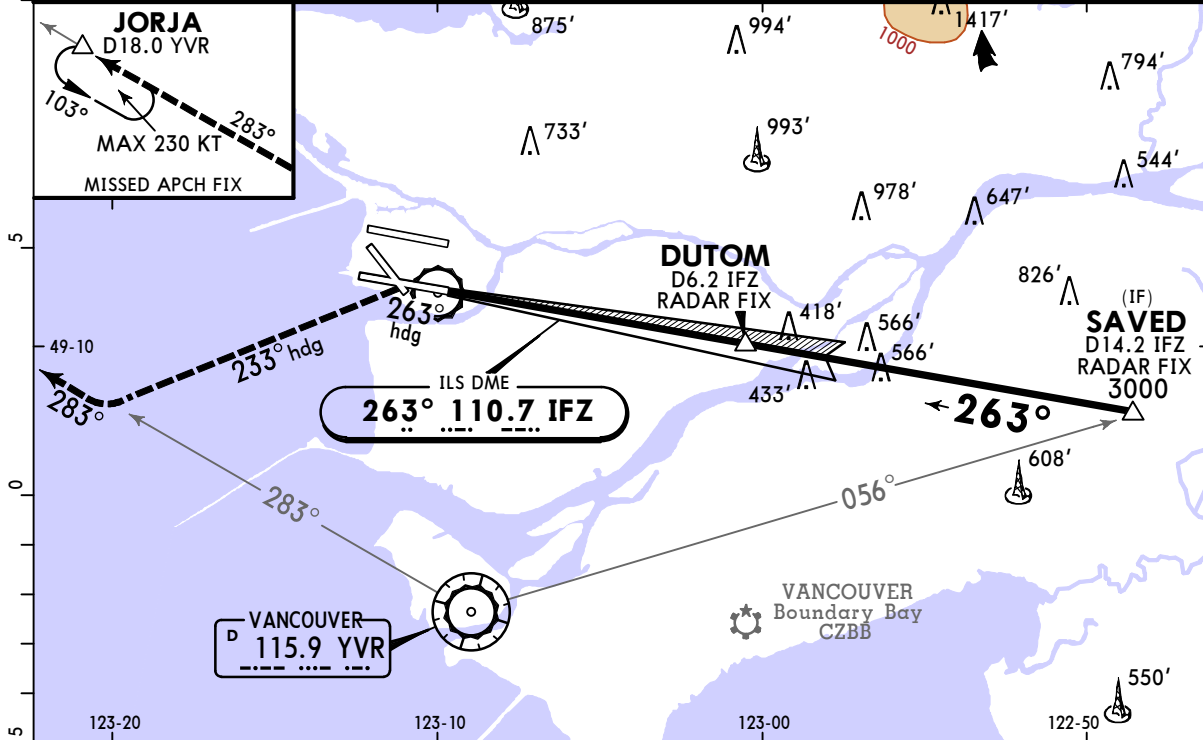 JORJA
D18.0 YVR
103°
283°
MAX 230 KT
MISSED APCH FIX
875'
994'
1000
1417'
794'
733'
993'
544'
978'
647'
5
DUTOM
D6.2 IFZ
RADAR FIX
826'
(IF)
SAVED
D14.2 IFZ
RADAR FIX
3000
418'
566'
566'
433'
263°
hdg
49-10
233° hdg
283°
ILS DME
263° 110.7 IFZ
263°
608'
0
283°
056°
VANCOUVER
D 115.9 YVR
VANCOUVER
Boundary Bay
CZBB
550'
5
123-20
123-10
123-00
122-50